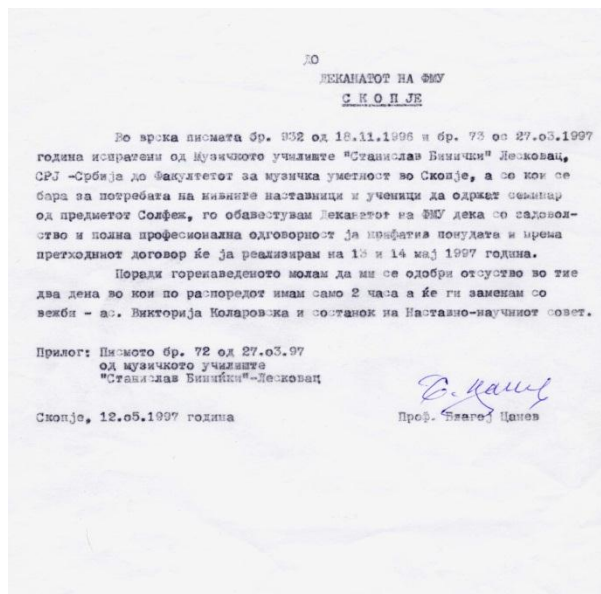 ДО
ДЕКАНАТОТ НА ФМУ
С К О П Ј Е
Во врска писмата бр. 932 од 18.11.1996 и бр. 73 ос 27.о3.1997
година испратени од Музичкото училиште "Станислав Бинички" Лесковац,
СРЈ -Србија до Факултетот за музичка уметност во Скопје, а со кои се
бара за потребата на нивните наставници и ученици да одржат семинар
од предметот Солфеж, го обавестувам Деканатот на ФМУ дека со задовол-
ство и полна професионална одговорност ја прифатив понудата и према
претходниот договор ќе ја реализирам на 13 и 14 мај 1997 година.
Поради горенаведеното молам да ми се одобри отсуство во тие
два дена во кои по распоредот имам само 2 часа а ќе ги заменам со
вежби - ас. Викторија Коларовска и состанок на Наставно-научниот совет.
Прилог: Писмото бр. 72 од 27.о3.97
од музичкото училиште
"Станислав Бинички"-Лесковац
Скопје, 12.о5.1997 година
Проф. Благој Цанев